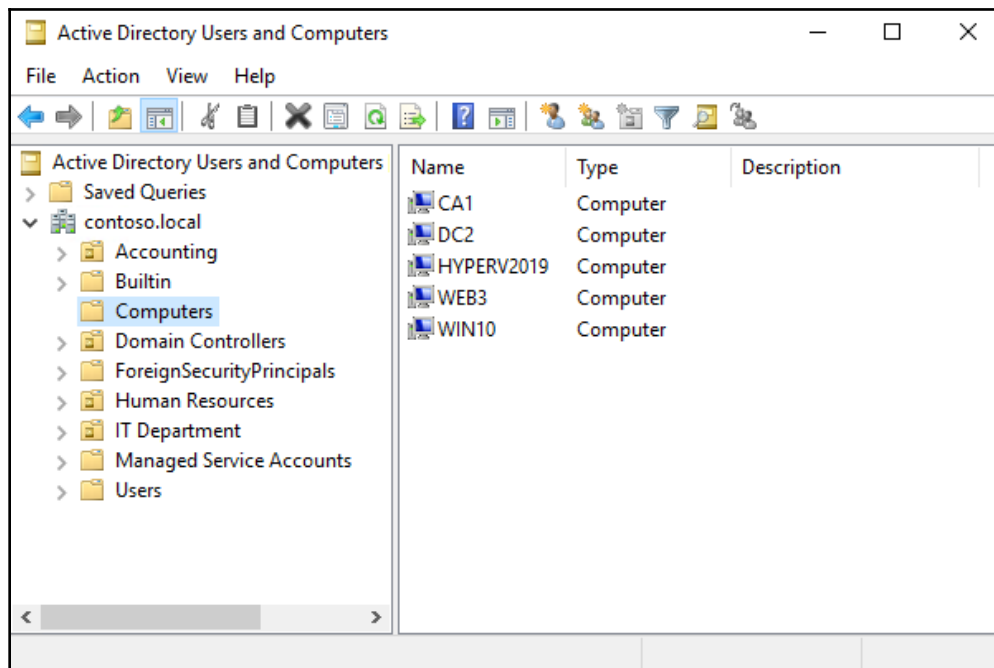 Active Directory Users and Computers
File Action View Help
Active Directory Users and Computers
Saved Queries
contoso.local
Accounting
Builtin
Computers
Domain Controllers
ForeignSecurityPrincipals
Human Resources
IT Department
Managed Service Accounts
Users
Name Type Description
CA1 Computer
DC2 Computer
HYPERV2019 Computer
WEB3 Computer
WIN10 Computer